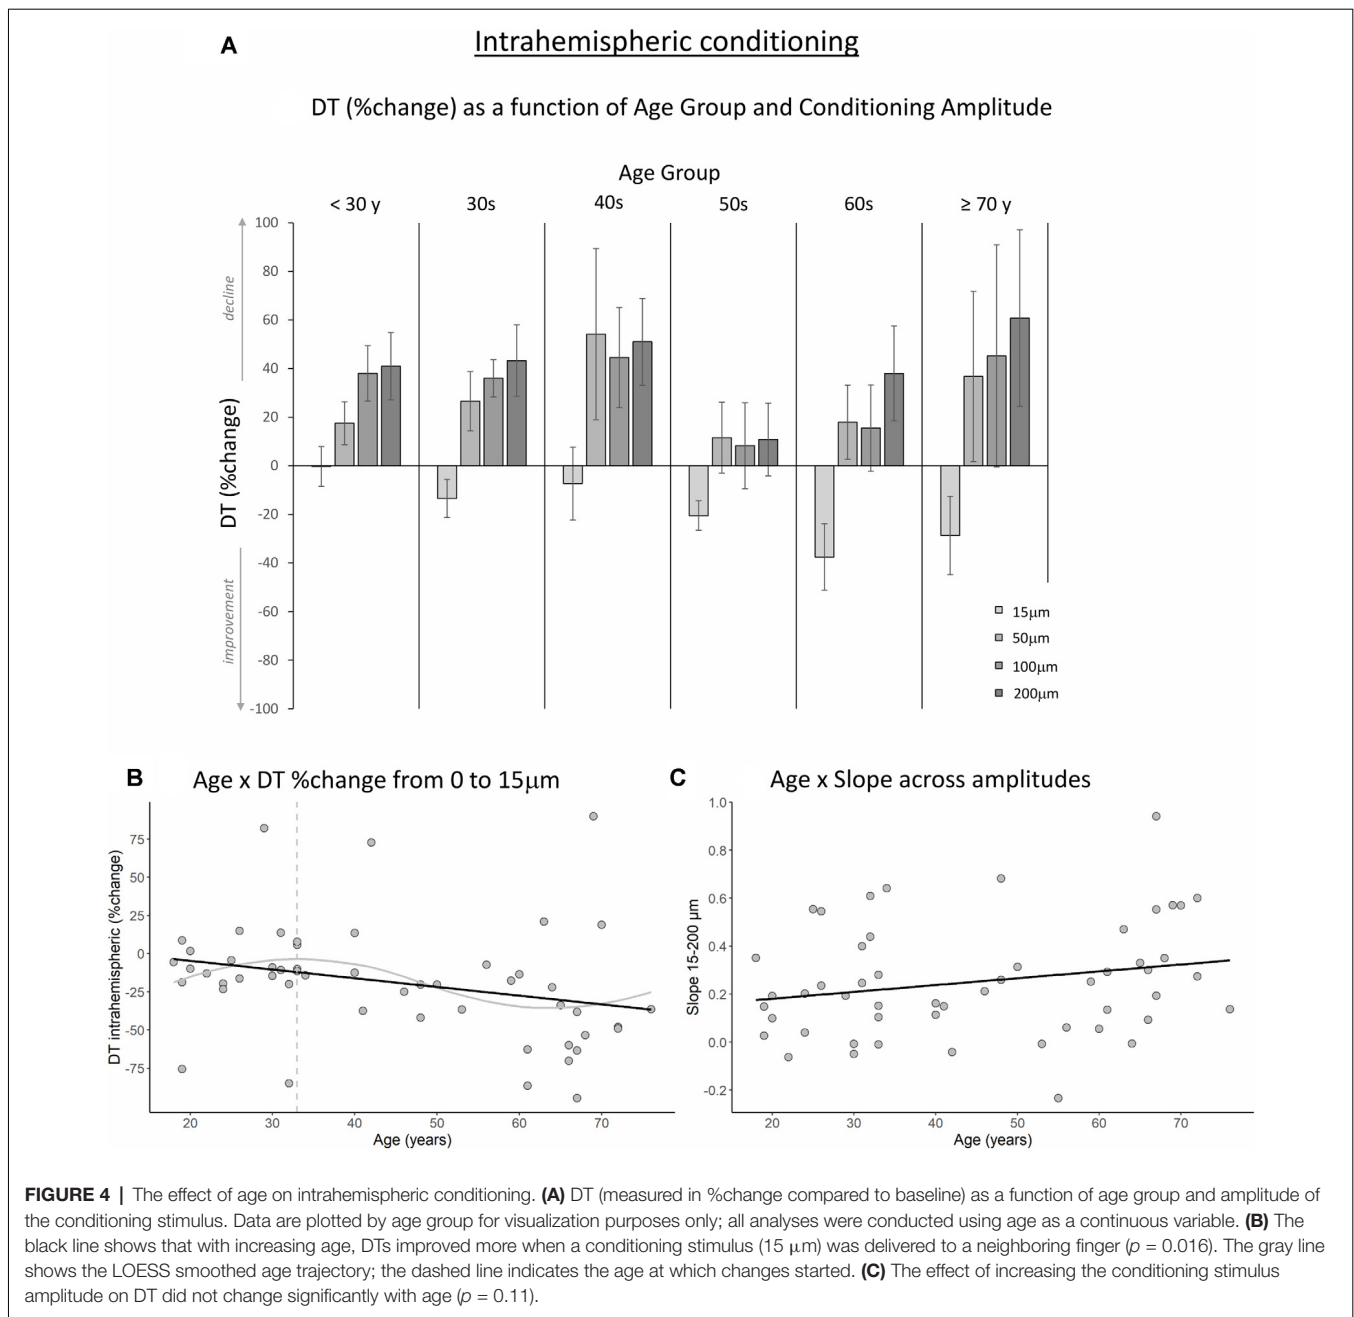 A
Intrahemispheric conditioning
DT (%change) as a function of Age Group and Conditioning Amplitude
Age Group
< 30 y
30s
40s
50s
60s
≥ 70 y
100
80
60
40
20
0
-20
-40
-60
-80
-100
decline
DT (%change)
improvement
15μm
50μm
100μm
200μm
B
Age x DT %change from 0 to 15μm
75
50
25
0
-25
-50
-75
DT intrahemispheric (%change)
20
30
40
50
60
70
Age (years)
C
Age x Slope across amplitudes
1.0
0.8
0.6
0.4
0.2
0.0
-0.2
Slope 15-200 μm
20
30
40
50
60
70
Age (years)
FIGURE 4 | The effect of age on intrahemispheric conditioning. (A) DT (measured in %change compared to baseline) as a function of age group and amplitude of
the conditioning stimulus. Data are plotted by age group for visualization purposes only; all analyses were conducted using age as a continuous variable. (B) The
black line shows that with increasing age, DTs improved more when a conditioning stimulus (15 μm) was delivered to a neighboring finger (p = 0.016). The gray line
shows the LOESS smoothed age trajectory; the dashed line indicates the age at which changes started. (C) The effect of increasing the conditioning stimulus
amplitude on DT did not change significantly with age (p = 0.11).